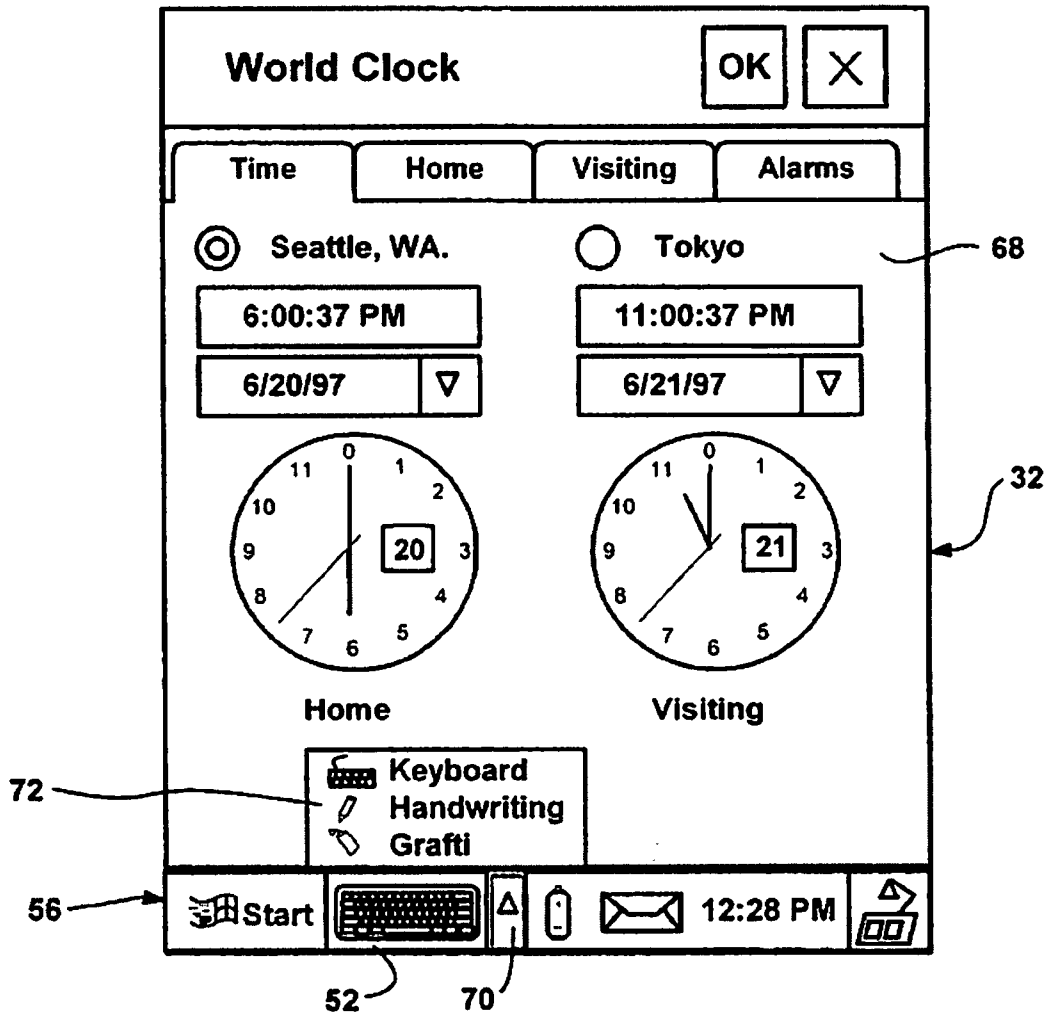 World Clock OK X
Time Home Visiting Alarms
Seattle, WA. Tokyo
68
6:00:37 PM 11:00:37 PM
6/20/97 6/21/97
0 1 2 3 4 5 6 7 8 9 10 11
20
0 1 2 3 4 5 6 7 8 9 10 11
21
32
Home Visiting
72
Keyboard
Handwriting
Grafti
56
Start 12:28 PM
52 70